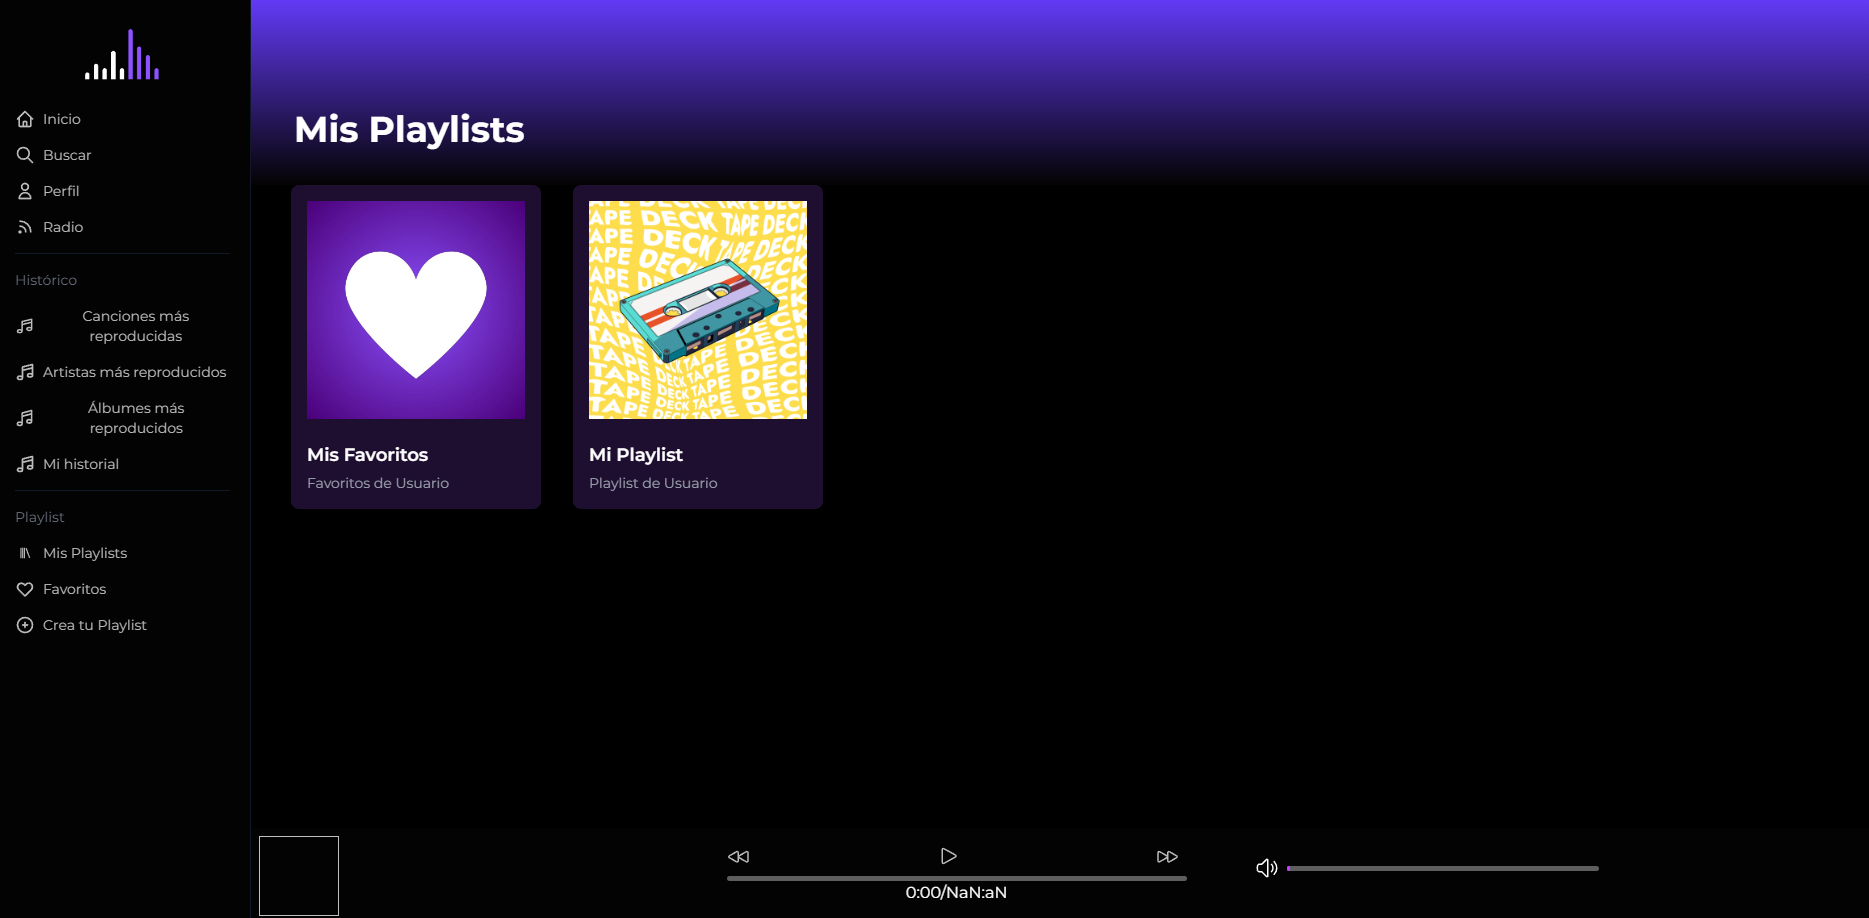 Inicio
Buscar
Perfil
Radio
Histórico
Canciones más
reproducidas
Artistas más reproducidos
Álbumes más
reproducidos
Mi historial
Playlist
Mis Playlists
Favoritos
Crea tu Playlist
Mis Playlists
Mis Favoritos
Favoritos de Usuario
TAPE DECK TAPE DECK
Mi Playlist
Playlist de Usuario
0:00/NaN:aN